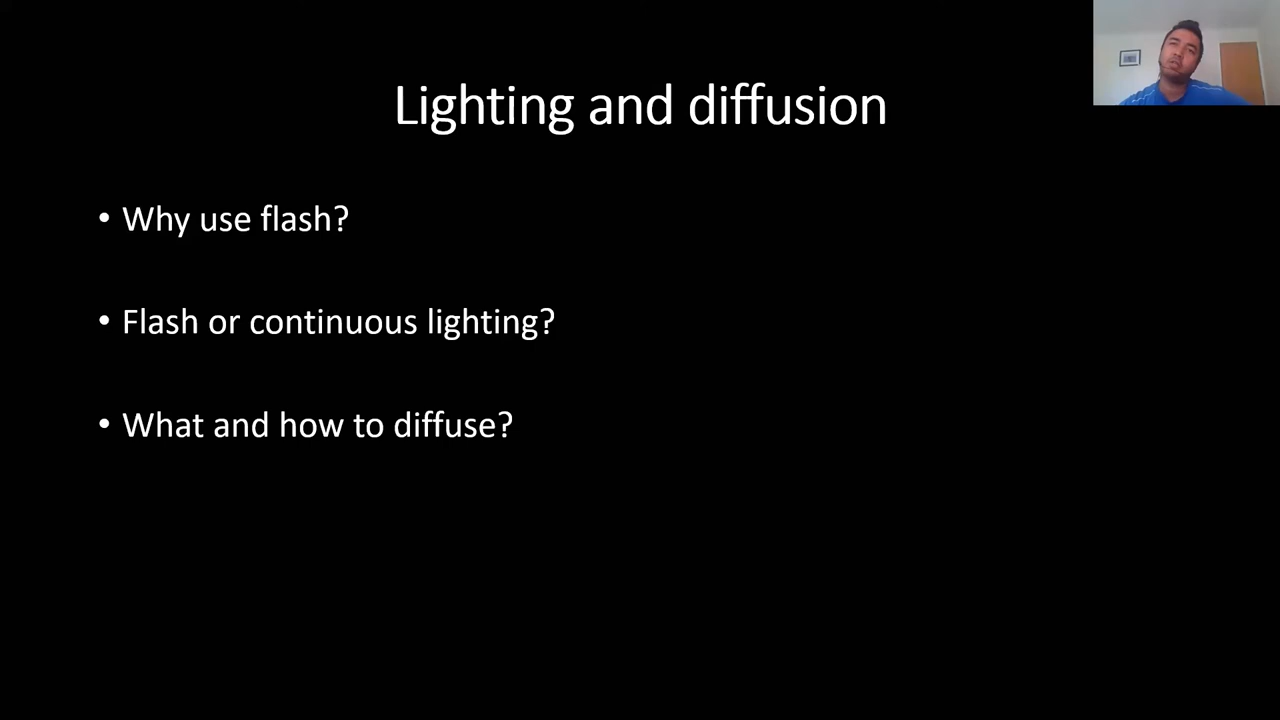 Lighting and diffusion
• Why use flash?
• Flash or continuous lighting?
• What and how to diffuse?